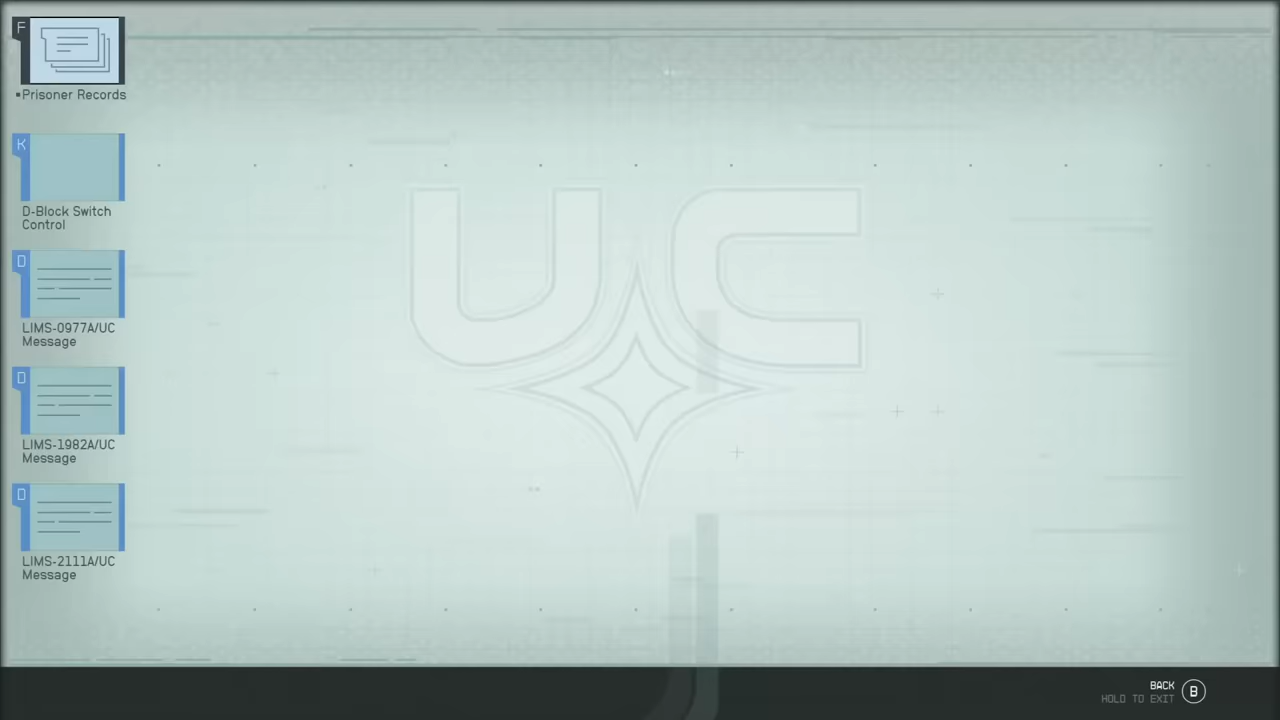 F
▪Prisoner Records
K
D-Block Switch
Control
D
LIMS-0977A/UC
Message
D
LIMS-1982A/UC
Message
D
LIMS-2111A/UC
Message
UC
BACK
HOLD TO EXIT
B